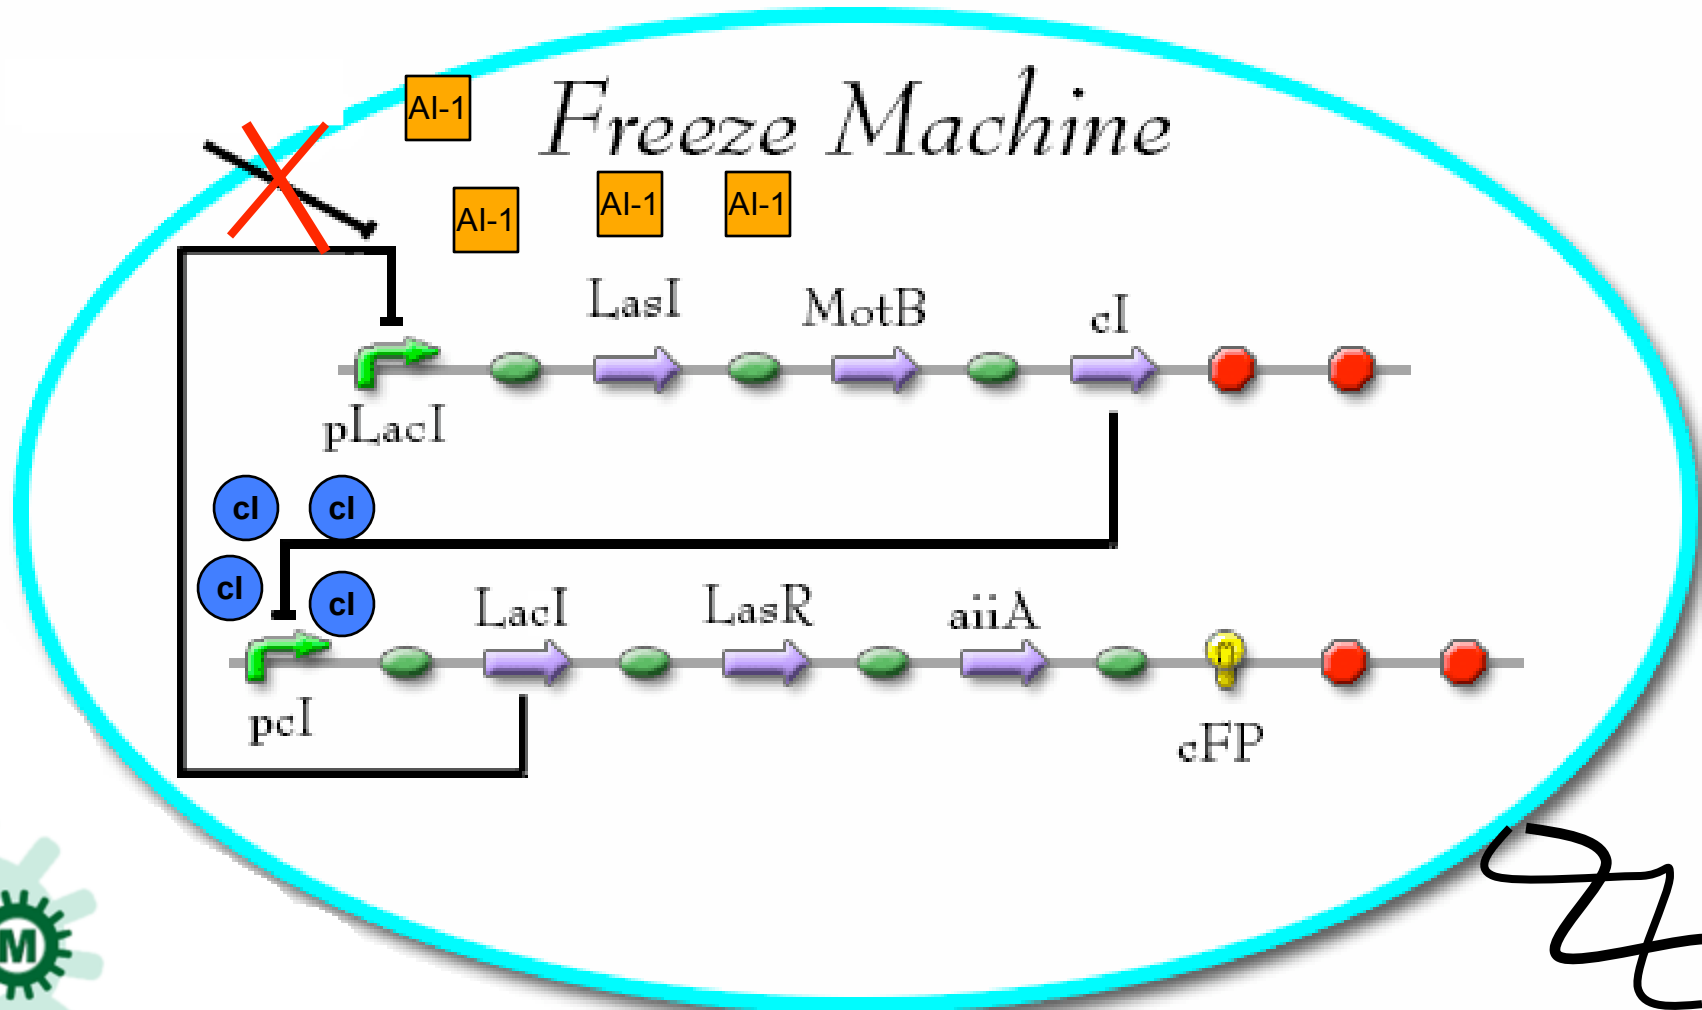 Freeze Machine
AI-1
AI-1
AI-1
AI-1
LasI
MotB
cI
pLacI
cI
cI
cI
cI
LacI
LasR
aiiA
pcI
cFP
M